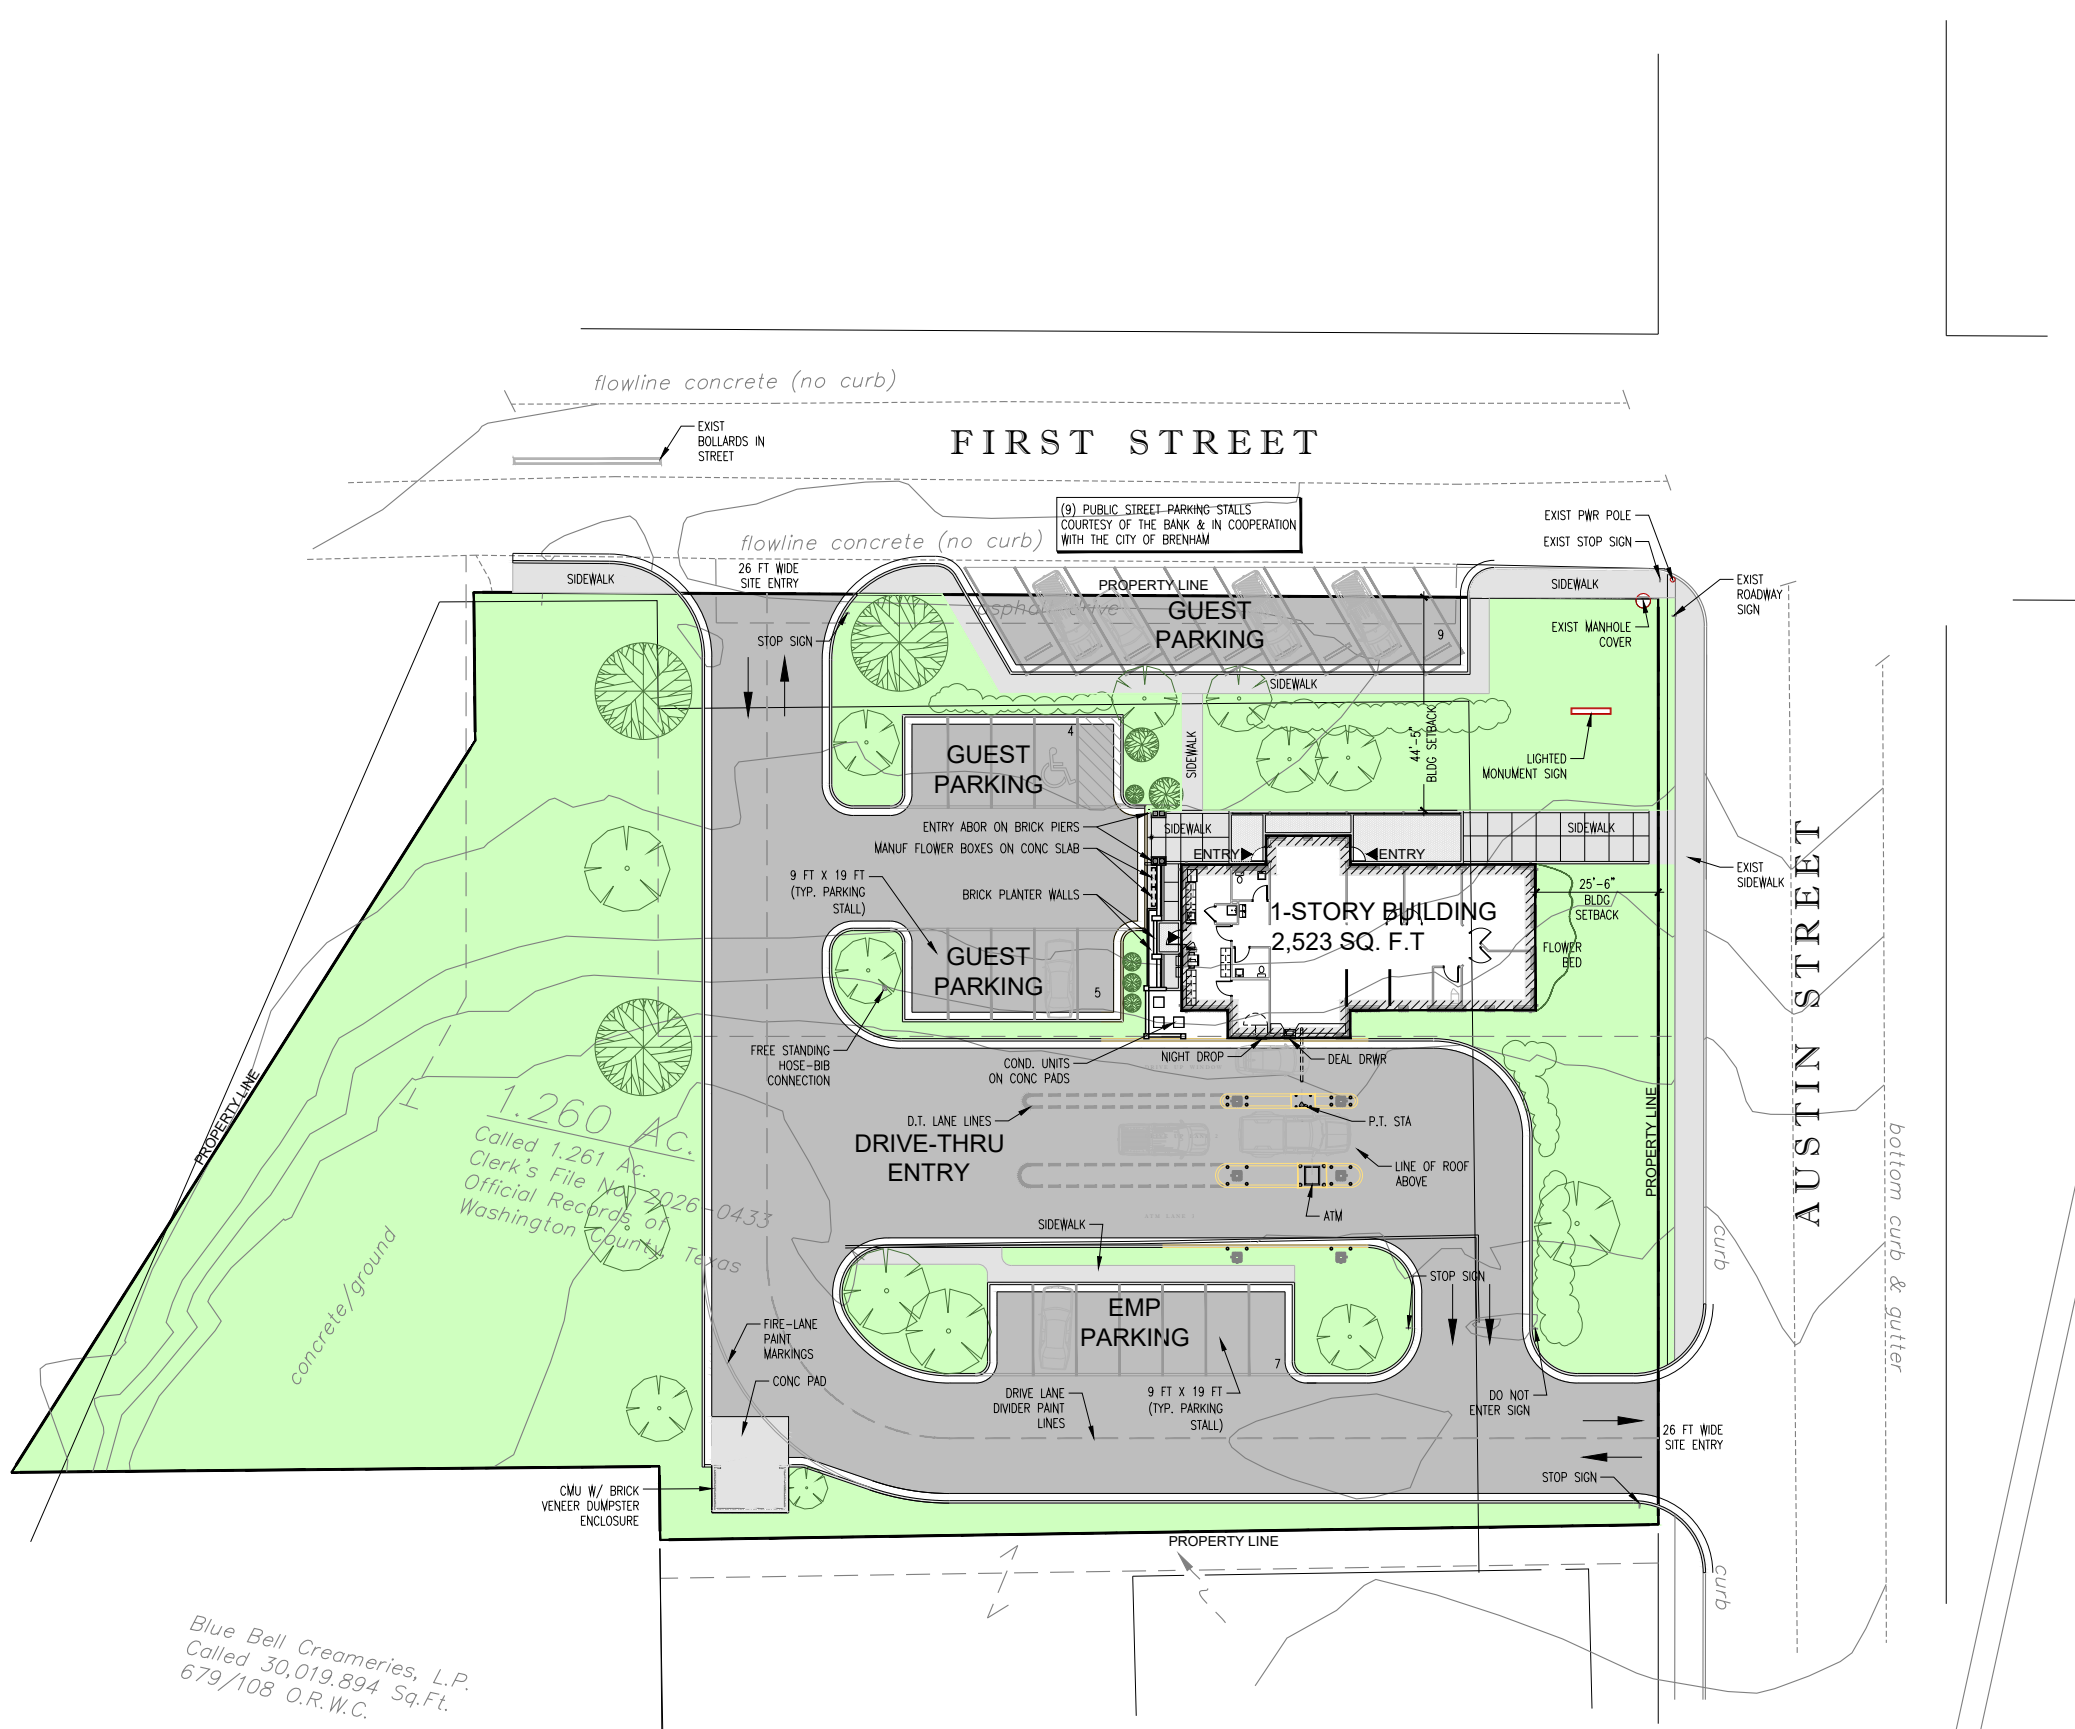 flowline concrete (no curb)
EXIST
BOLLARDS IN
STREET
FIRST STREET
(9) PUBLIC STREET PARKING STALLS
COURTESY OF THE BANK & IN COOPERATION
WITH THE CITY OF BRENHAM
EXIST PWR POLE
EXIST STOP SIGN
flowline concrete (no curb)
26 FT WIDE
SITE ENTRY
SIDEWALK
PROPERTY LINE
SIDEWALK
EXIST
ROADWAY
SIGN
asphalt drive
GUEST
PARKING
9
EXIST MANHOLE
COVER
STOP SIGN
SIDEWALK
4
GUEST
PARKING
SIDEWALK
44'-5"
BLDG SETBACK
LIGHTED
MONUMENT SIGN
ENTRY ABOR ON BRICK PIERS
SIDEWALK
SIDEWALK
MANUF FLOWER BOXES ON CONC SLAB
ENTRY
ENTRY
9 FT X 19 FT
(TYP. PARKING
STALL)
BRICK PLANTER WALLS
EXIST
SIDEWALK
25'-6"
BLDG
SETBACK
1-STORY BUILDING
2,523 SQ. F.T
FLOWER
BED
GUEST
PARKING
5
AUSTIN STREET
FREE STANDING
HOSE-BIB
CONNECTION
COND. UNITS
ON CONC PADS
NIGHT DROP
DEAL DRWR
PROPERTY LINE
1.260 AC.
Called 1.261 Ac.
Clerk's File No. 2026-0433
Official Records of
Washington County, Texas
D.T. LANE LINES
P.T. STA
DRIVE-THRU
ENTRY
LINE OF ROOF
ABOVE
PROPERTY LINE
bottom curb & gutter
ATM
SIDEWALK
concrete/ground
curb
STOP SIGN
EMP
PARKING
7
FIRE-LANE
PAINT
MARKINGS
CONC PAD
DRIVE LANE
DIVIDER PAINT
LINES
9 FT X 19 FT
(TYP. PARKING
STALL)
DO NOT
ENTER SIGN
26 FT WIDE
SITE ENTRY
STOP SIGN
CMU W/ BRICK
VENEER DUMPSTER
ENCLOSURE
PROPERTY LINE
curb
Blue Bell Creameries, L.P.
Called 30,019.894 Sq.Ft.
679/108 O.R.W.C.